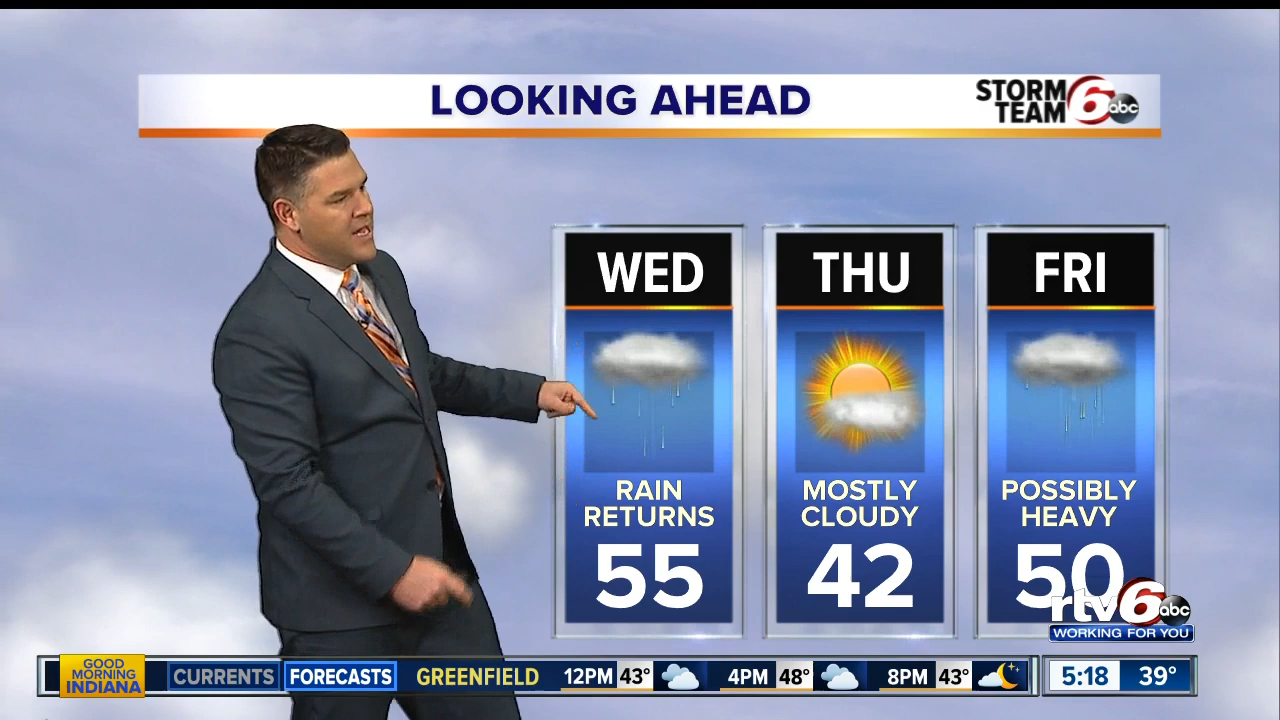 LOOKING AHEAD
STORM
TEAM 6 abc
WED
THU
FRI
RAIN
RETURNS
55
MOSTLY
CLOUDY
42
POSSIBLY
HEAVY
50
rtv6 abc
WORKING FOR YOU
GOOD
MORNING
INDIANA
CURRENTS
FORECASTS
GREENFIELD
12PM 43°
4PM 48°
8PM 43°
5:18 39°